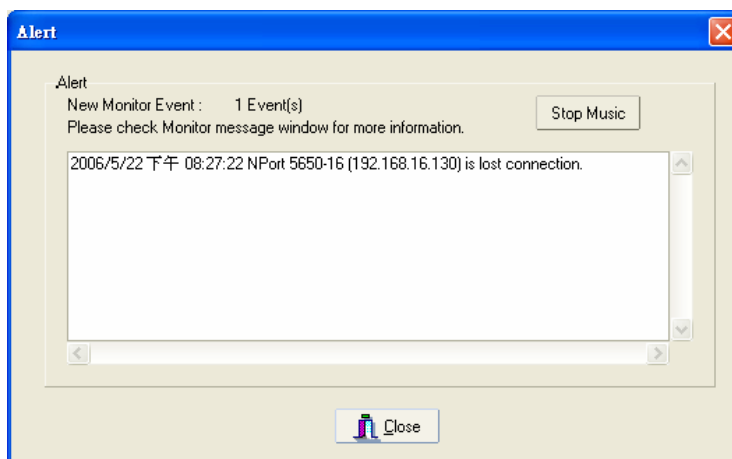 Alert
Alert
New Monitor Event : 1 Event(s)
Please check Monitor message window for more information.
Stop Music
2006/5/22 下午 08:27:22 NPort 5650-16 (192.168.16.130) is lost connection.
Close